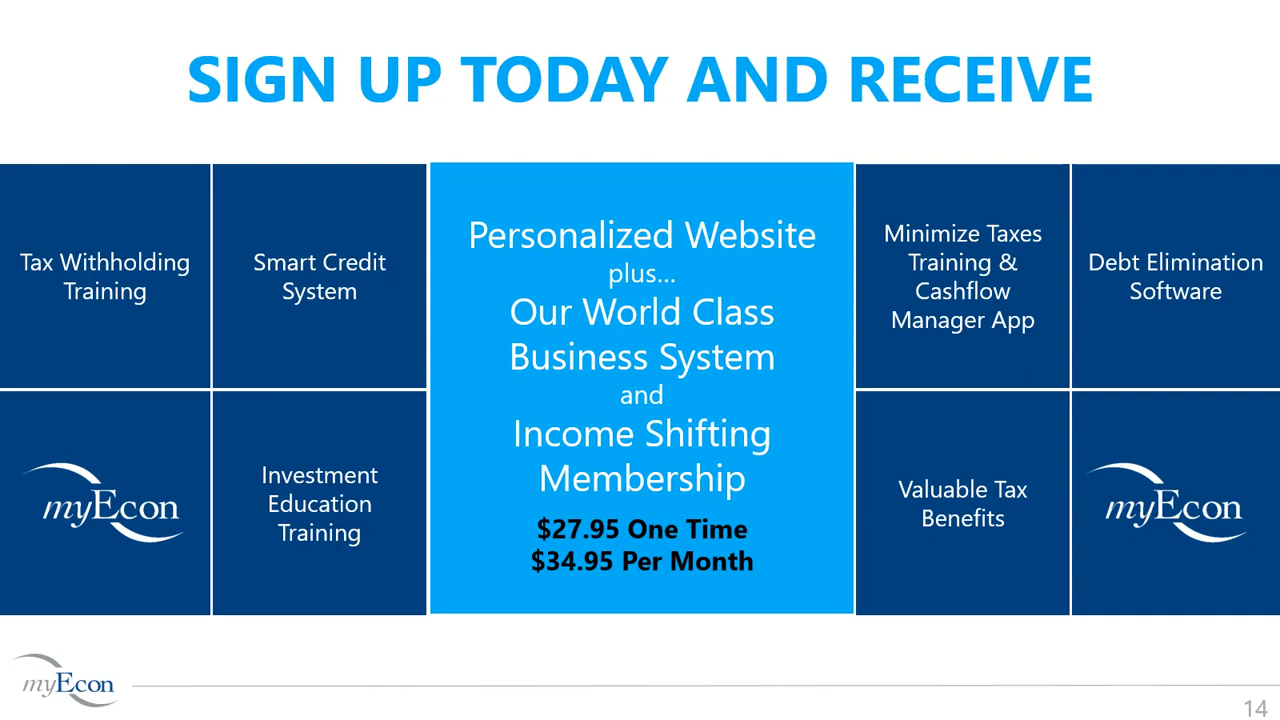 SIGN UP TODAY AND RECEIVE
Tax Withholding
Training
Smart Credit
System
Personalized Website
plus...
Our World Class
Business System
and
Income Shifting
Membership
$27.95 One Time
$34.95 Per Month
Minimize Taxes
Training &
Cashflow
Manager App
Debt Elimination
Software
myEcon
Investment
Education
Training
Valuable Tax
Benefits
myEcon
myEcon
14